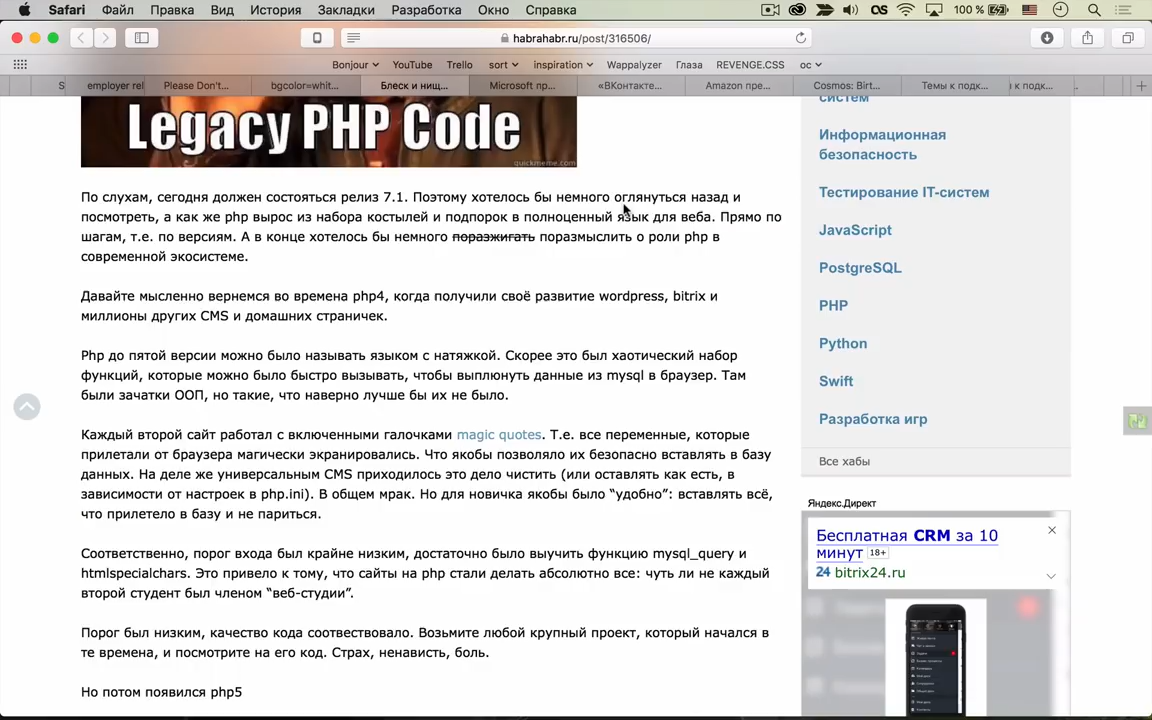 Safari Файл Правка Вид История Закладки Разработка Окно Справка 100 %
habrahabr.ru/post/316506/
Bonjour YouTube Trello sort inspiration Wappalyzer Глаза REVENGE.CSS ос
S employer rel Please Don't... bgcolor=whit... Блеск и нищ... Microsoft пр... «ВКонтакте... Amazon пре... Cosmos: Birt... Темы к подк... ı к подк...
Legacy PHP Code
quickmeme.com
По слухам, сегодня должен состояться релиз 7.1. Поэтому хотелось бы немного оглянуться назад и
посмотреть, а как же php вырос из набора костылей и подпорок в полноценный язык для веба. Прямо по
шагам, т.е. по версиям. А в конце хотелось бы немного поразжигать поразмыслить о роли php в
современной экосистеме.
Давайте мысленно вернемся во времена php4, когда получили своё развитие wordpress, bitrix и
миллионы других CMS и домашних страничек.
Php до пятой версии можно было называть языком с натяжкой. Скорее это был хаотический набор
функций, которые можно было быстро вызывать, чтобы выплюнуть данные из mysql в браузер. Там
были зачатки ООП, но такие, что наверно лучше бы их не было.
Каждый второй сайт работал с включенными галочками magic quotes. Т.е. все переменные, которые
прилетали от браузера магически экранировались. Что якобы позволяло их безопасно вставлять в базу
данных. На деле же универсальным CMS приходилось это дело чистить (или оставлять как есть, в
зависимости от настроек в php.ini). В общем мрак. Но для новичка якобы было “удобно”: вставлять всё,
что прилетело в базу и не париться.
Соответственно, порог входа был крайне низким, достаточно было выучить функцию mysql_query и
htmlspecialchars. Это привело к тому, что сайты на php стали делать абсолютно все: чуть ли не каждый
второй студент был членом “веб-студии”.
Порог был низким, качество кода соотвествовало. Возьмите любой крупный проект, который начался в
те времена, и посмотрите на его код. Страх, ненависть, боль.
Но потом появился php5
систем
Информационная
безопасность
Тестирование IT-систем
JavaScript
PostgreSQL
PHP
Python
Swift
Разработка игр
Все хабы
Яндекс.Директ
Бесплатная CRM за 10
минут 18+
24 bitrix24.ru